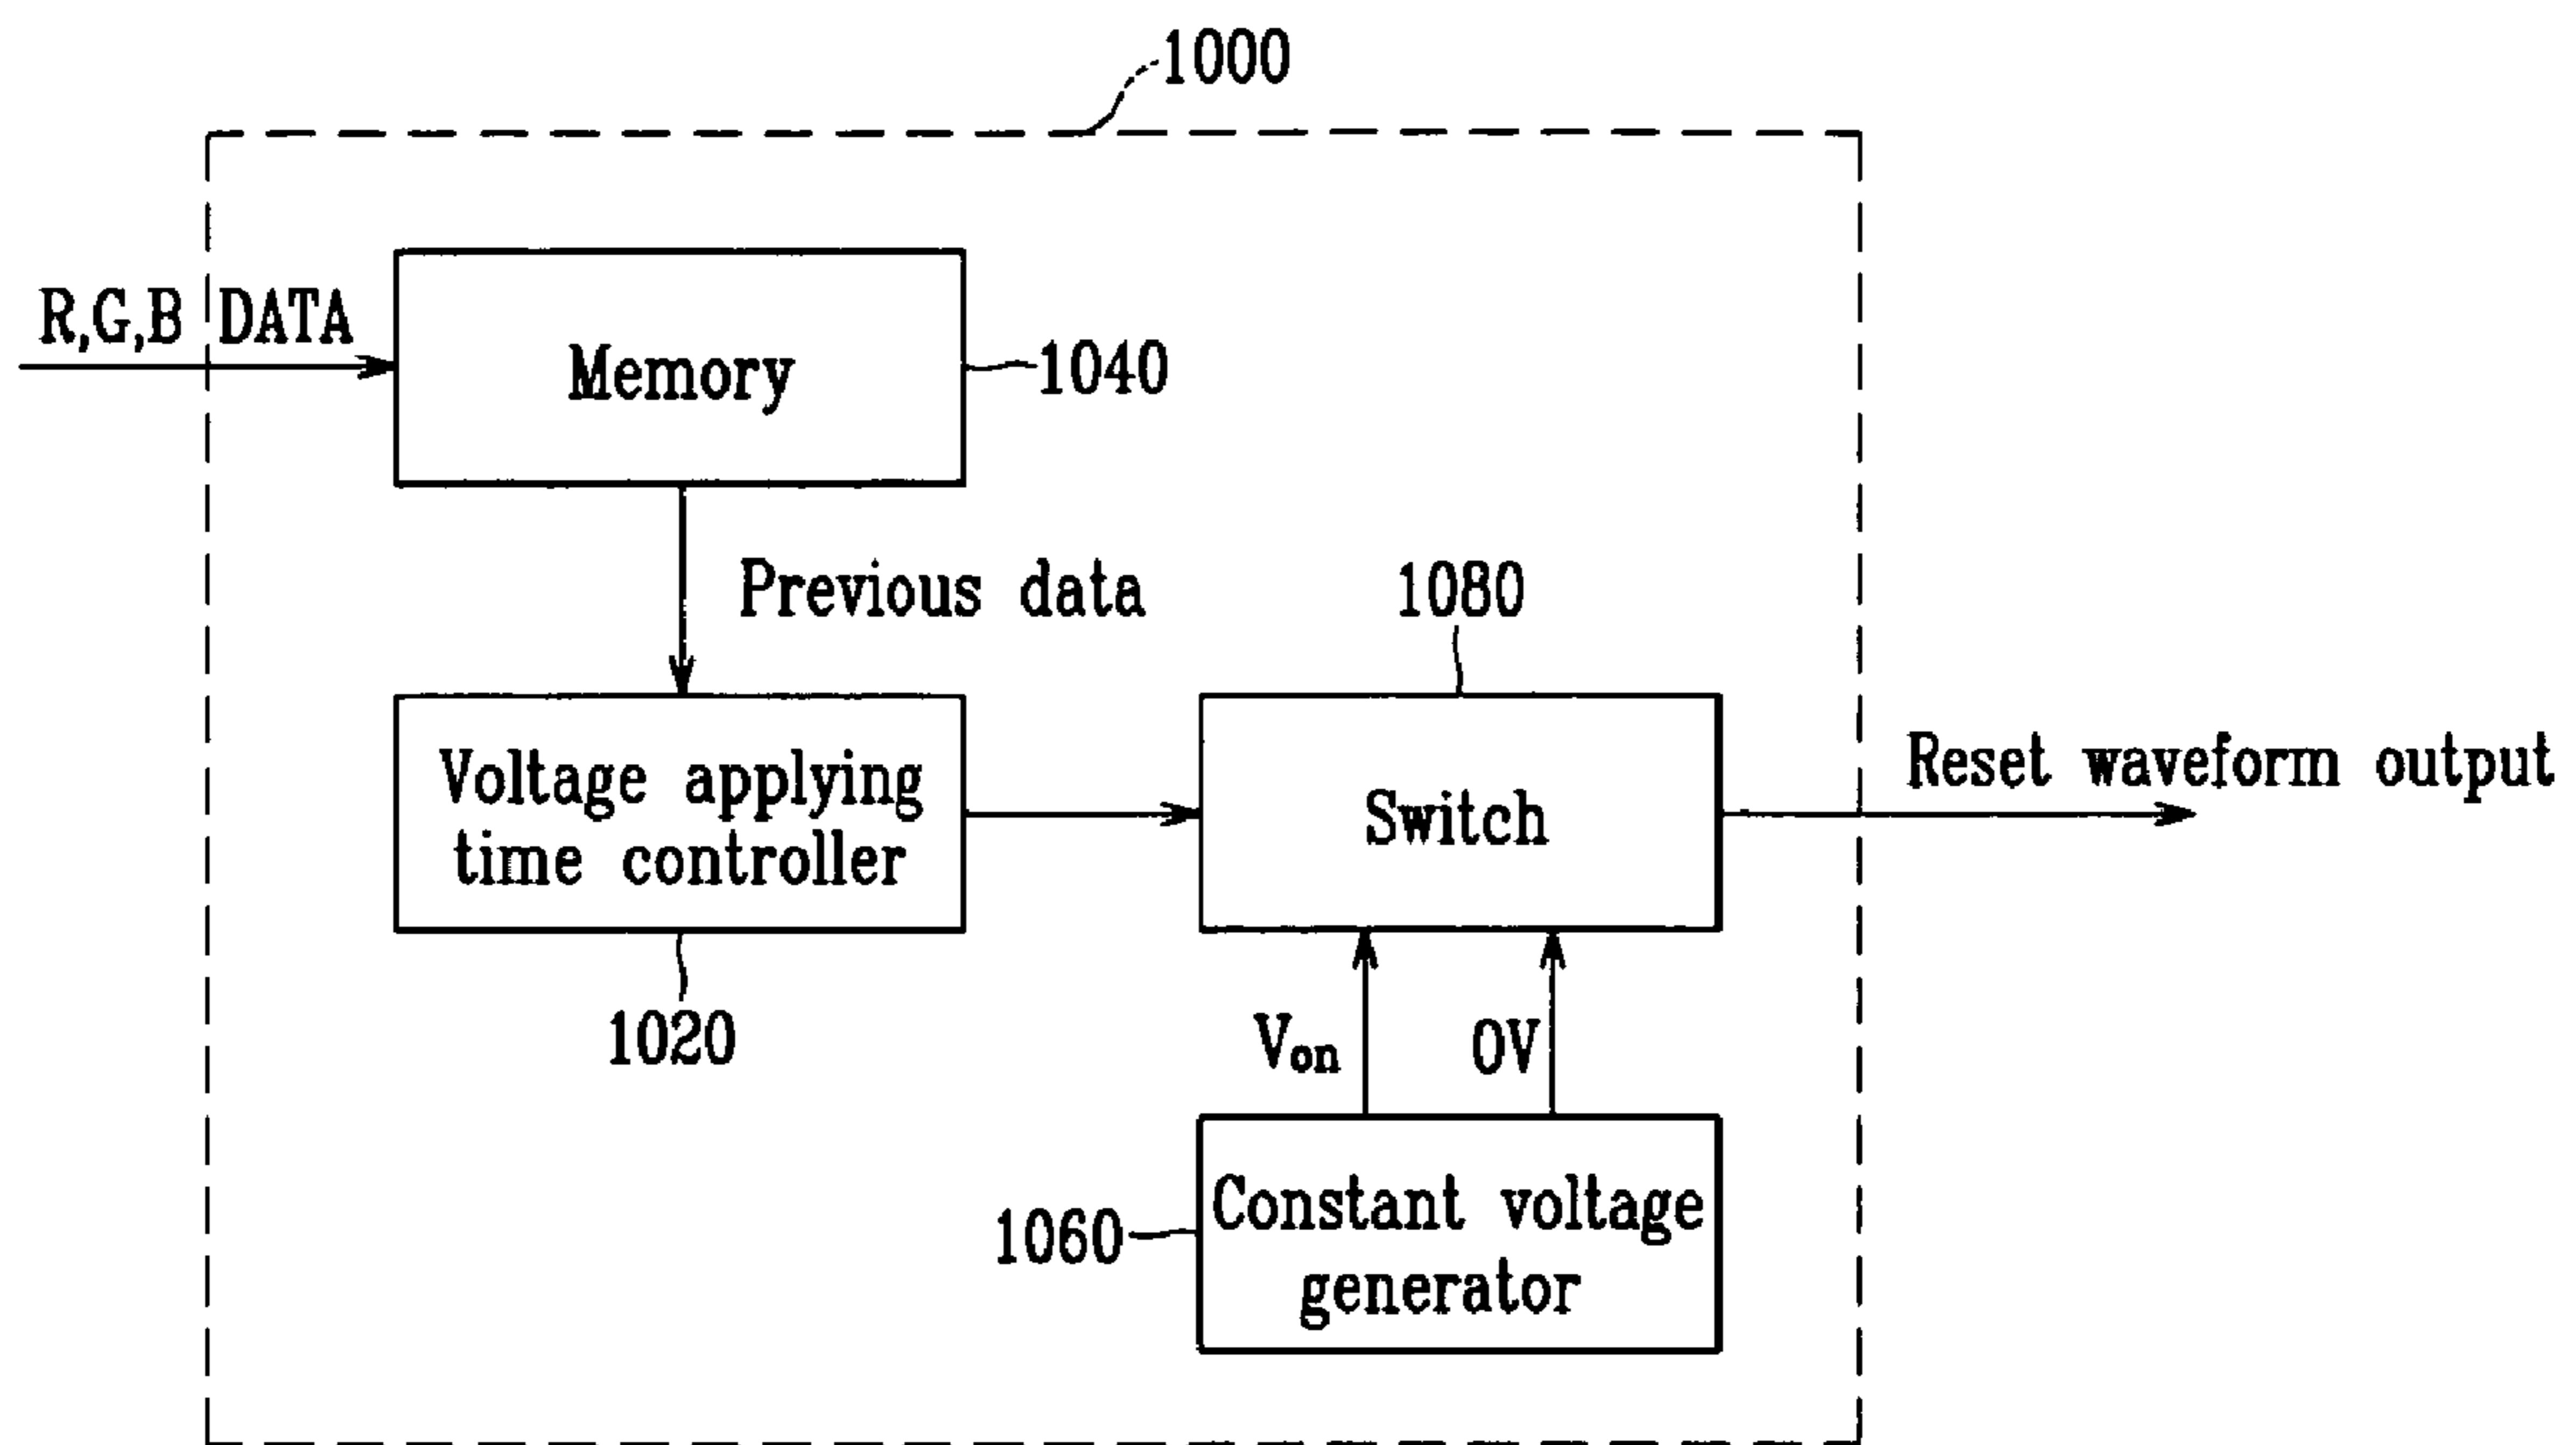 1000
R,G,B DATA
Memory
1040
Previous data
1080
Voltage applying
time controller
Switch
Reset waveform output
1020
Von
0V
1060
Constant voltage
generator